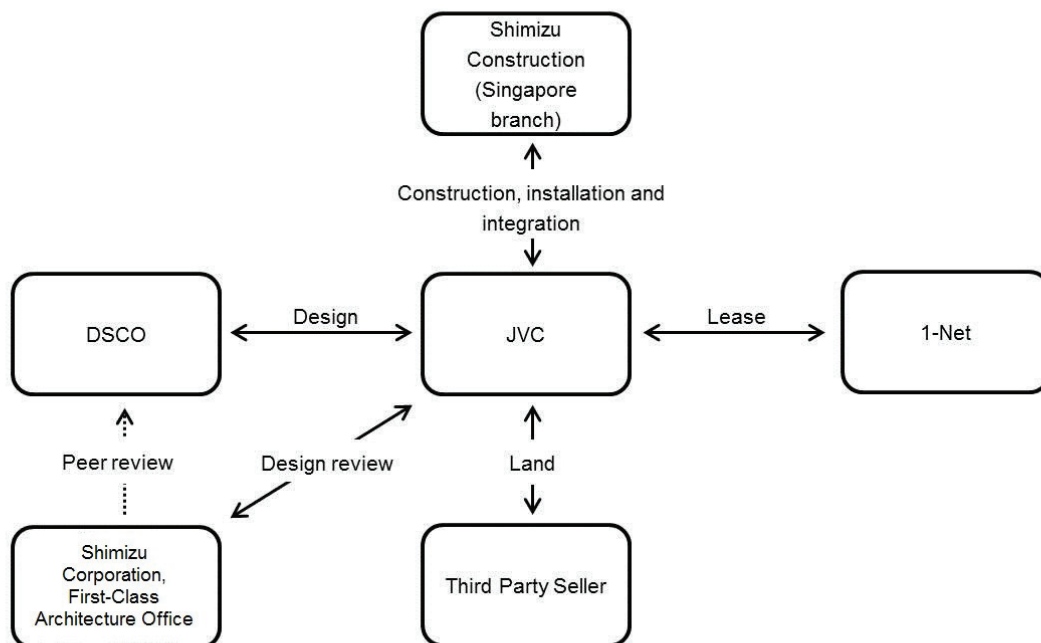 Shimizu
Construction
(Singapore
branch)
Construction, installation and
integration
DSCO
Design
JVC
Lease
1-Net
Peer review
Design review
Land
Shimizu
Corporation,
First-Class
Architecture Office
Third Party Seller